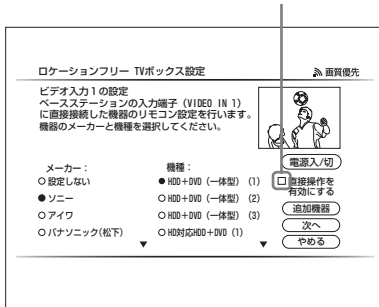 ロケーションフリー TVボックス設定
画質優先
ビデオ入力1の設定
ベースステーションの入力端子(VIDEO IN 1)
に直接接続した機器のリモコン設定を行います。
機器のメーカーと機種を選択してください。
メーカー:
設定しない
ソニー
アイワ
パナソニック(松下)
機種:
HDD+DVD(一体型) (1)
HDD+DVD(一体型) (2)
HDD+DVD(一体型) (3)
HD対応HDD+DVD (1)
電源入/切
直接操作を
有効にする
追加機器
次へ
やめる